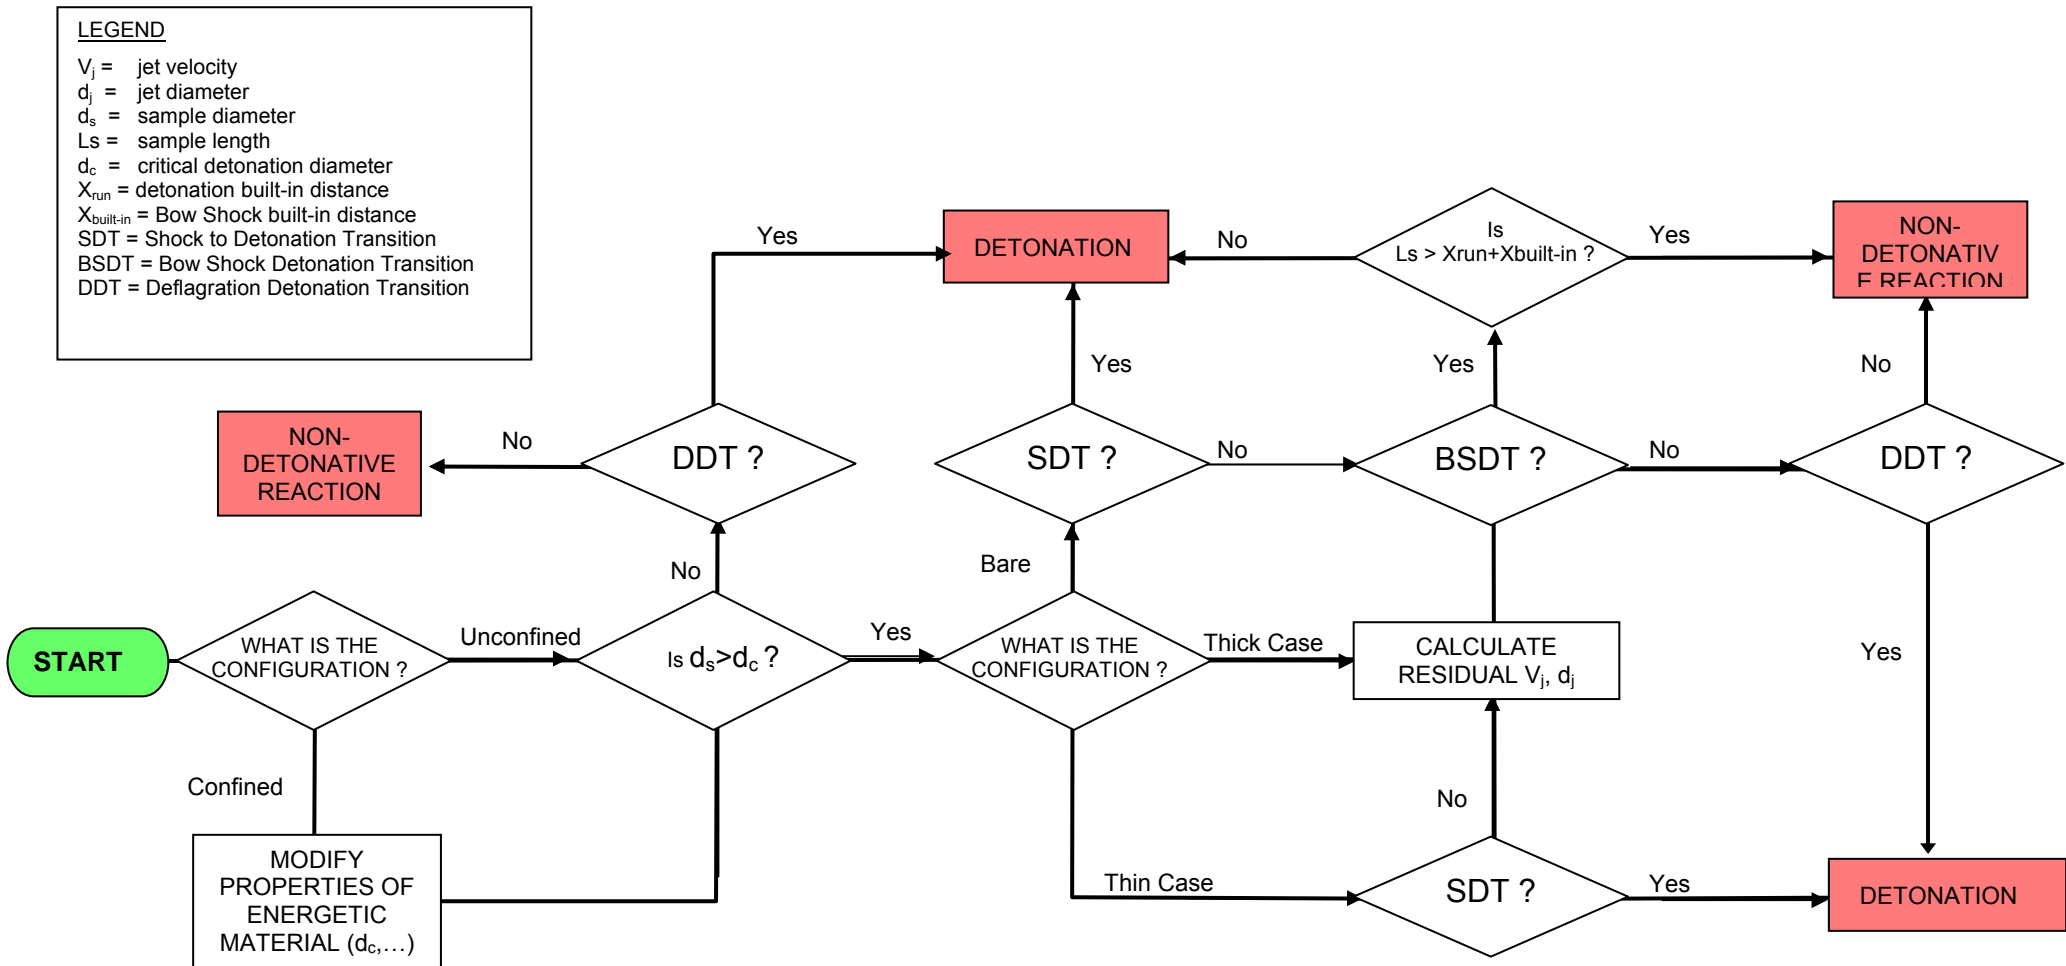 LEGEND
Vj = jet velocity
dj = jet diameter
ds = sample diameter
Ls = sample length
dc = critical detonation diameter
Xrun = detonation built-in distance
Xbuilt-in = Bow Shock built-in distance
SDT = Shock to Detonation Transition
BSDT = Bow Shock Detonation Transition
DDT = Deflagration Detonation Transition
Yes
DETONATION
No
Is
Ls > Xrun+Xbuilt-in ?
Yes
NON-
DETONATIV
E REACTION
Yes
Yes
No
NON-
DETONATIVE
REACTION
No
DDT ?
SDT ?
No
BSDT ?
No
DDT ?
No
Bare
START
WHAT IS THE
CONFIGURATION ?
Unconfined
Is ds>dc ?
Yes
WHAT IS THE
CONFIGURATION ?
Thick Case
CALCULATE
RESIDUAL Vj, dj
Yes
Confined
No
MODIFY
PROPERTIES OF
ENERGETIC
MATERIAL (dc,…)
Thin Case
SDT ?
Yes
DETONATION